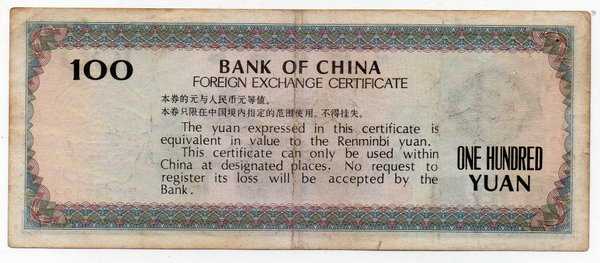 100
BANK OF CHINA
FOREIGN EXCHANGE CERTIFICATE
本券的元与人民币元等值。
本券只限在中国境内指定的范围使用，不得挂失。
The yuan expressed in this certificate is
equivalent in value to the Renminbi yuan.
This certificate can only be used within
China at designated places. No request to
register its loss will be accepted by the
Bank.
ONE HUNDRED
YUAN